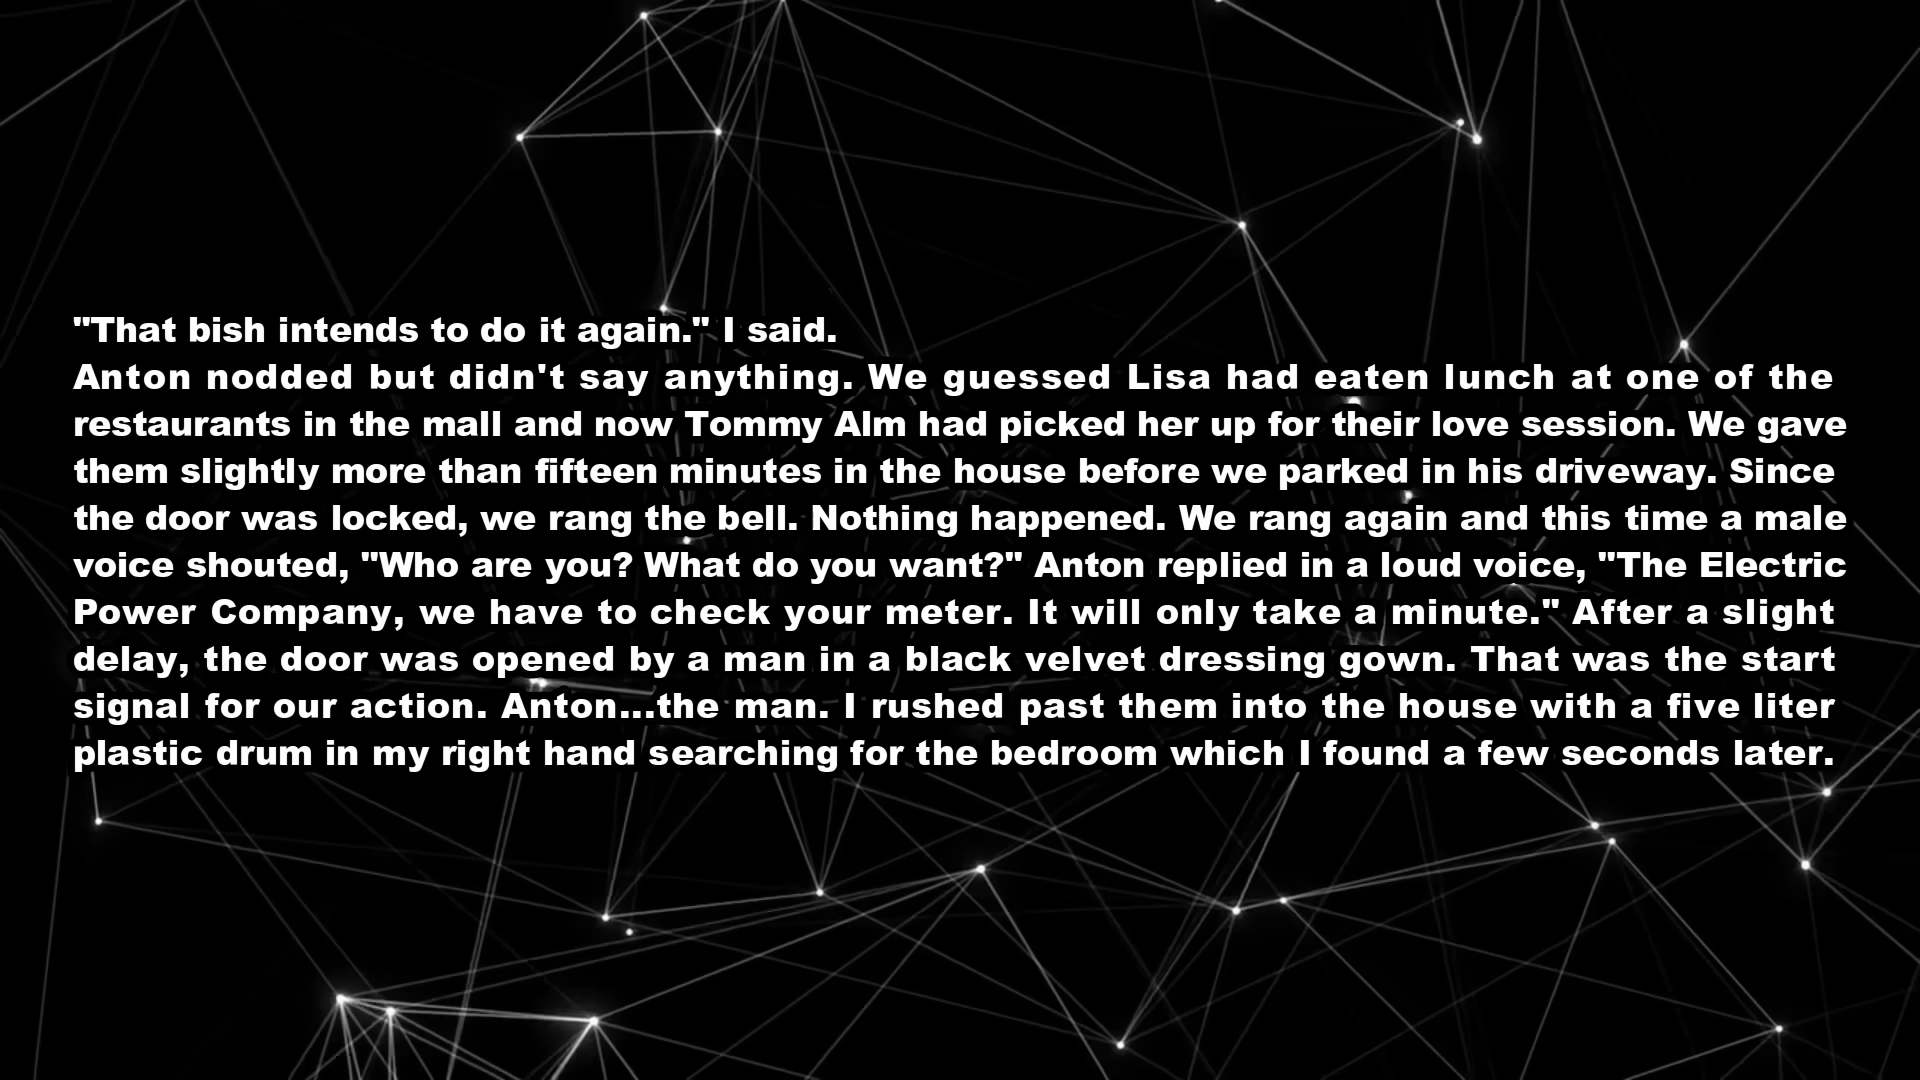 "That bish intends to do it again." I said.
Anton nodded but didn't say anything. We guessed Lisa had eaten lunch at one of the
restaurants in the mall and now Tommy Alm had picked her up for their love session. We gave
them slightly more than fifteen minutes in the house before we parked in his driveway. Since
the door was locked, we rang the bell. Nothing happened. We rang again and this time a male
voice shouted, "Who are you? What do you want?" Anton replied in a loud voice, "The Electric
Power Company, we have to check your meter. It will only take a minute." After a slight
delay, the door was opened by a man in a black velvet dressing gown. That was the start
signal for our action. Anton...the man. I rushed past them into the house with a five liter
plastic drum in my right hand searching for the bedroom which I found a few seconds later.